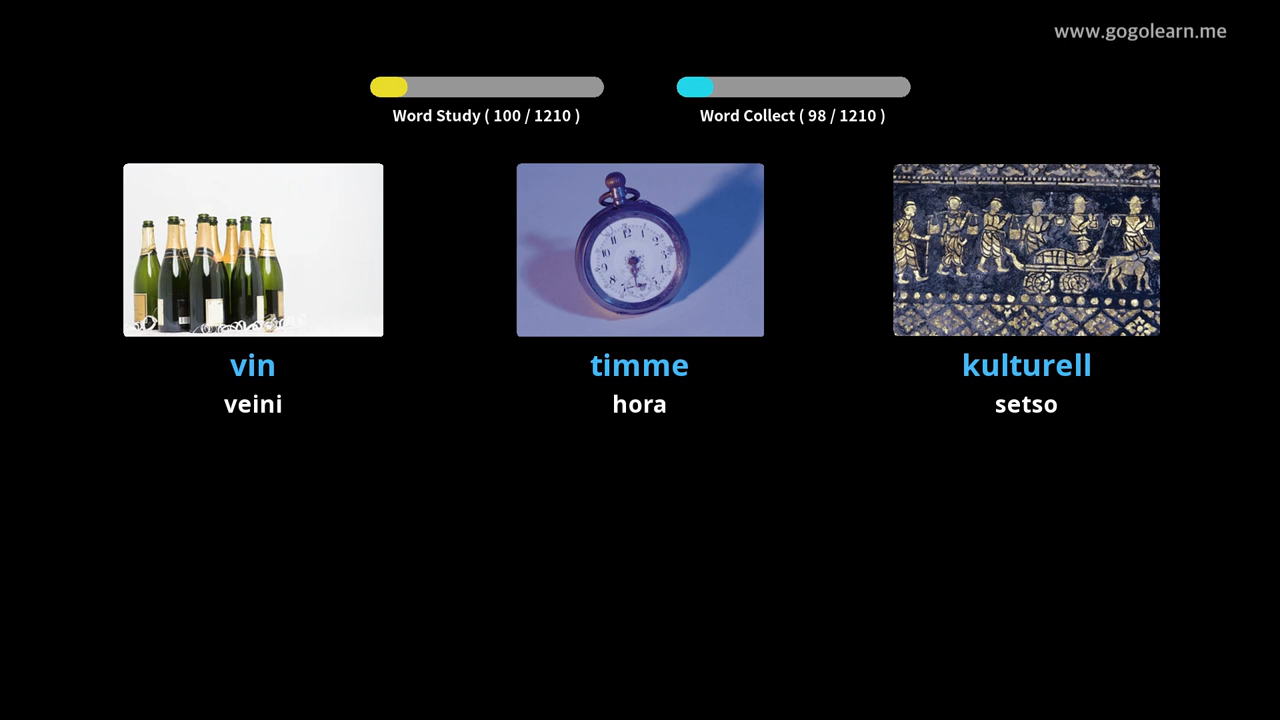 www.gogolearn.me
Word Study ( 100 / 1210 )
Word Collect ( 98 / 1210 )
vin
timme
kulturell
veini
hora
setso